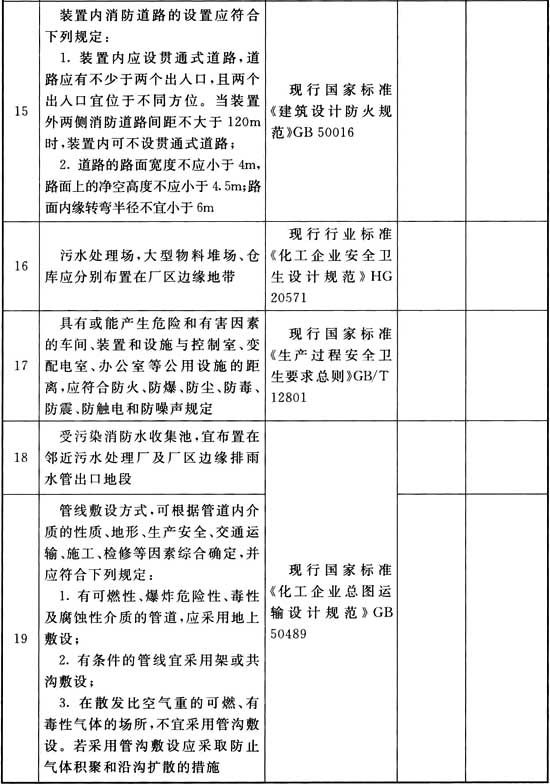 15
装置内消防道路的设置应符合
下列规定:
1. 装置内应设贯通式道路,道
路应有不少于两个出入口,且两个
出入口宜位于不同方位。当装置
外两侧消防道路间距不大于 120m
时,装置内可不设贯通式道路;
2. 道路的路面宽度不应小于 4m,
路面上的净空高度不应小于 4.5m;路
面内缘转弯半径不宜小于 6m
现行国家标准
《建筑设计防火规
范》GB 50016
16
污水处理场,大型物料堆场、仓
库应分别布置在厂区边缘地带
现行行业标准
《化工企业安全卫
生设计规范》HG
20571
17
具有或能产生危险和有害因素
的车间、装置和设施与控制室、变
配电室、办公室等公用设施的距
离,应符合防火、防爆、防尘、防毒、
防震、防触电和防噪声规定
现行国家标准
《生产过程安全卫
生要求总则》GB/T
12801
18
受污染消防水收集池,宜布置在
邻近污水处理厂及厂区边缘排雨
水管出口地段
19
管线敷设方式,可根据管道内介
质的性质、地形、生产安全、交通运
输、施工、检修等因素综合确定,并
应符合下列规定:
1. 有可燃性、爆炸危险性、毒性
及腐蚀性介质的管道,应采用地上
敷设;
2. 有条件的管线宜采用架或共
沟敷设;
3. 在散发比空气重的可燃、有
毒性气体的场所,不宜采用管沟敷
设。若采用管沟敷设应采取防止
气体积聚和沿沟扩散的措施
现行国家标准
《化工企业总图运
输设计规范》GB
50489